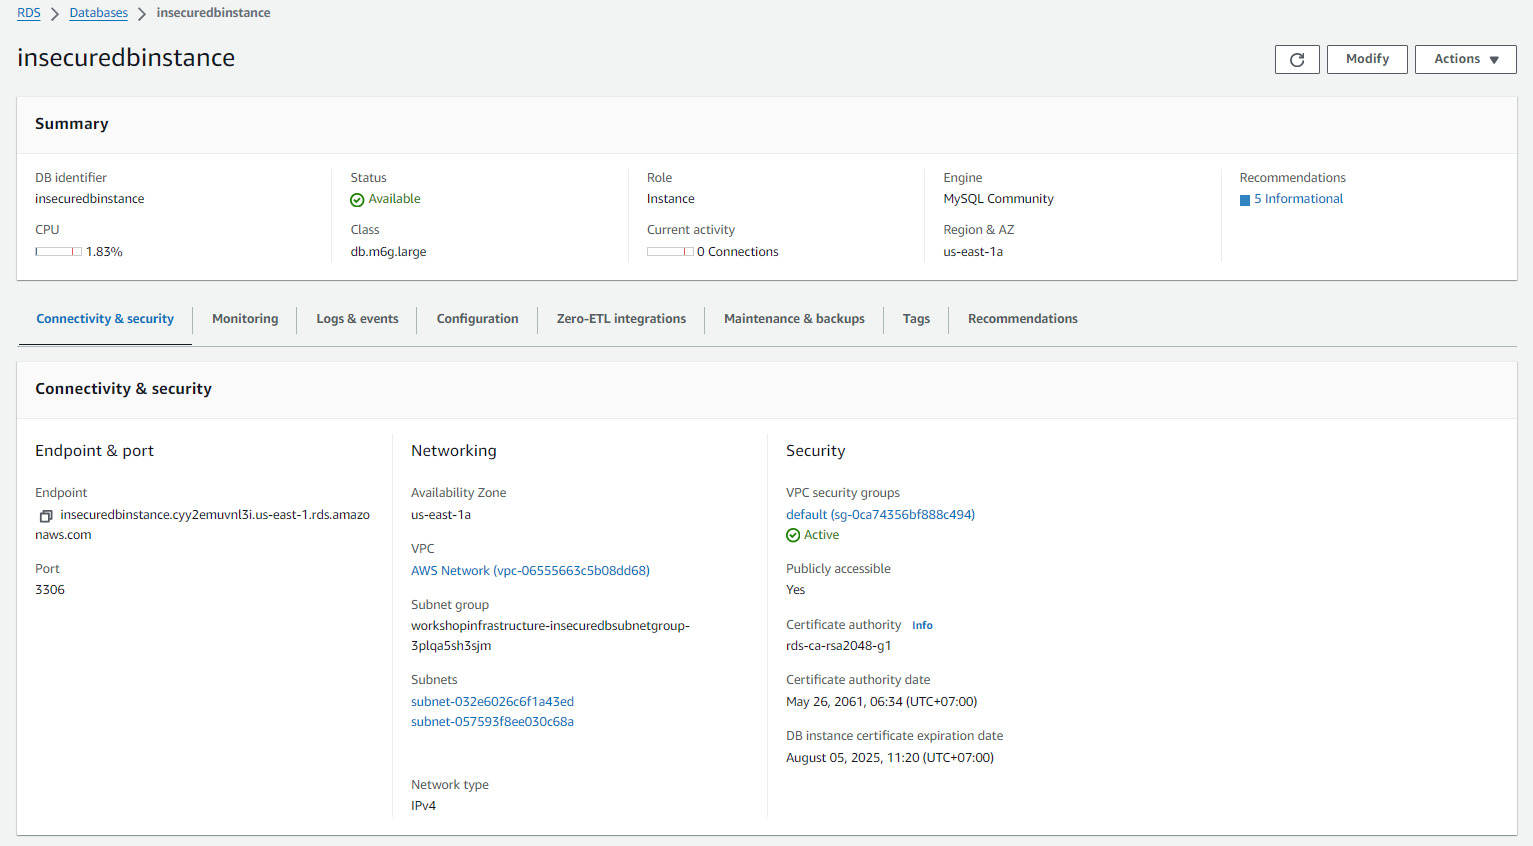 RDS > Databases > insecuredbinstance
insecuredbinstance
Modify
Actions
Summary
DB identifier
insecuredbinstance
Status
Available
Role
Instance
Engine
MySQL Community
Recommendations
5 Informational
CPU
1.83%
Class
db.m6g.large
Current activity
0 Connections
Region & AZ
us-east-1a
Connectivity & security
Monitoring
Logs & events
Configuration
Zero-ETL integrations
Maintenance & backups
Tags
Recommendations
Connectivity & security
Endpoint & port
Endpoint
insecuredbinstance.cyy2emuvnl3i.us-east-1.rds.amazo
naws.com
Port
3306
Networking
Availability Zone
us-east-1a
VPC
AWS Network (vpc-06555663c5b08dd68)
Subnet group
workshopinfrastructure-insecuredbsubnetgroup-
3plqa5sh3sjm
Subnets
subnet-032e6026c6f1a43ed
subnet-057593f8ee030c68a
Network type
IPv4
Security
VPC security groups
default (sg-0ca74356bf888c494)
Active
Publicly accessible
Yes
Certificate authority Info
rds-ca-rsa2048-g1
Certificate authority date
May 26, 2061, 06:34 (UTC+07:00)
DB instance certificate expiration date
August 05, 2025, 11:20 (UTC+07:00)